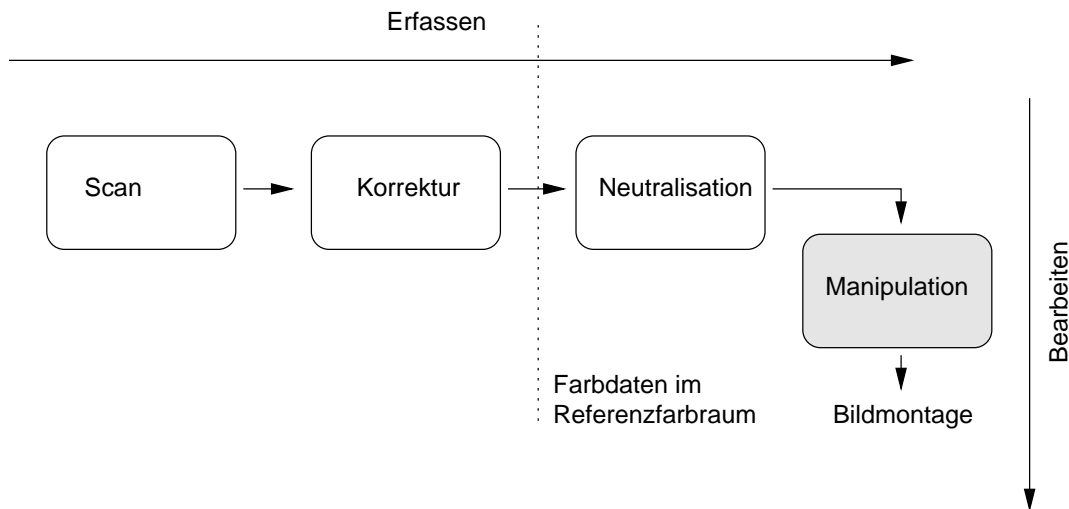 Erfassen
Scan
Korrektur
Neutralisation
Manipulation
Bearbeiten
Farbdaten im
Referenzfarbraum
Bildmontage